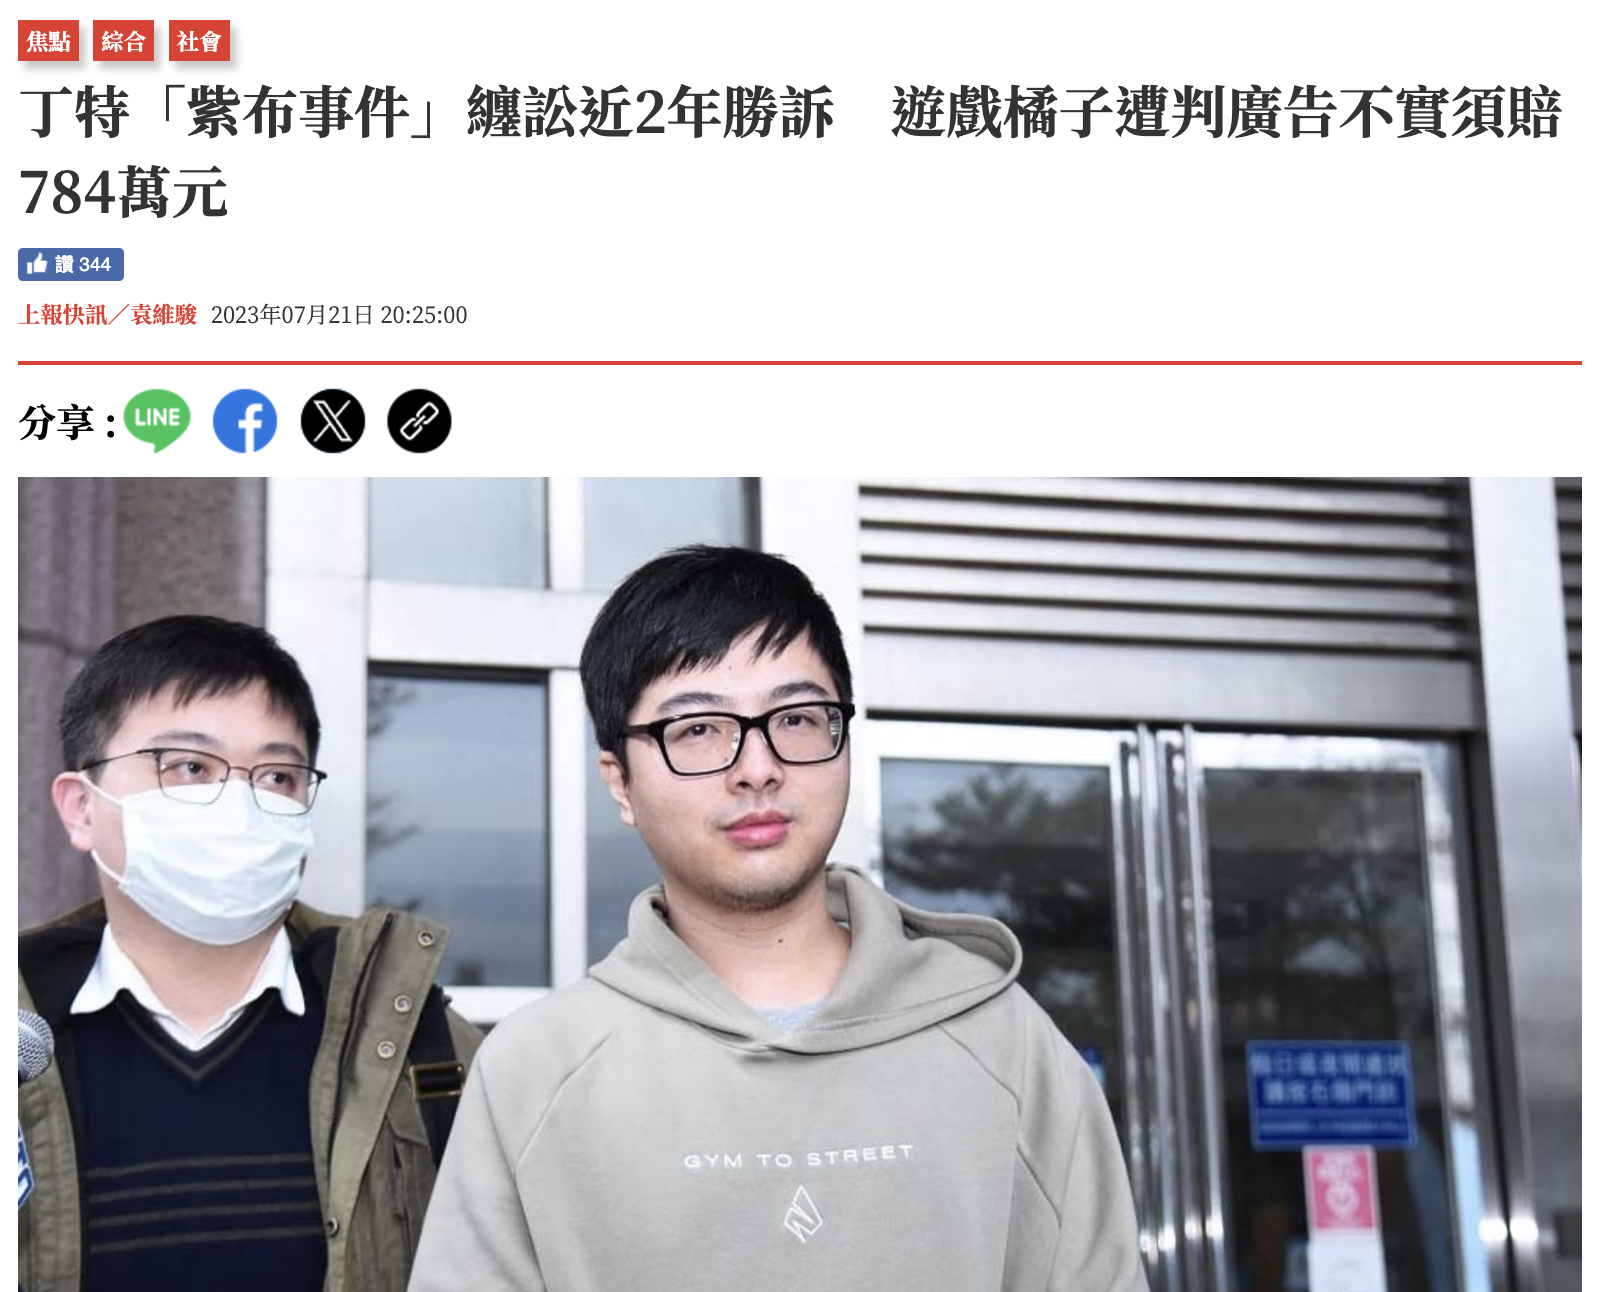 焦點 綜合 社會
丁特「紫布事件」纏訟近2年勝訴　遊戲橘子遭判廣告不實須賠
784萬元
讚 344
上報快訊／袁維駿 2023年07月21日 20:25:00
分享 : LINE
GYM TO STREET